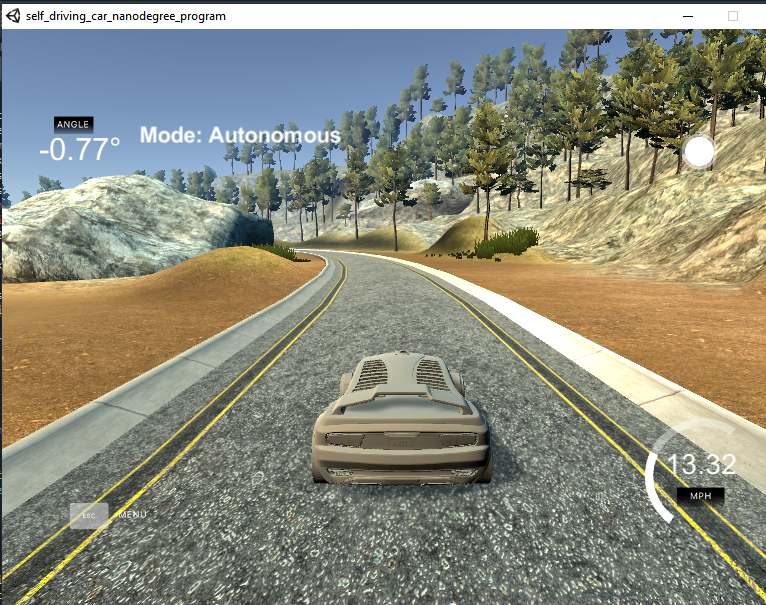 self_driving_car_nanodegree_program
ANGLE
-0.77°
Mode: Autonomous
13.32
MPH
ESC
MENU